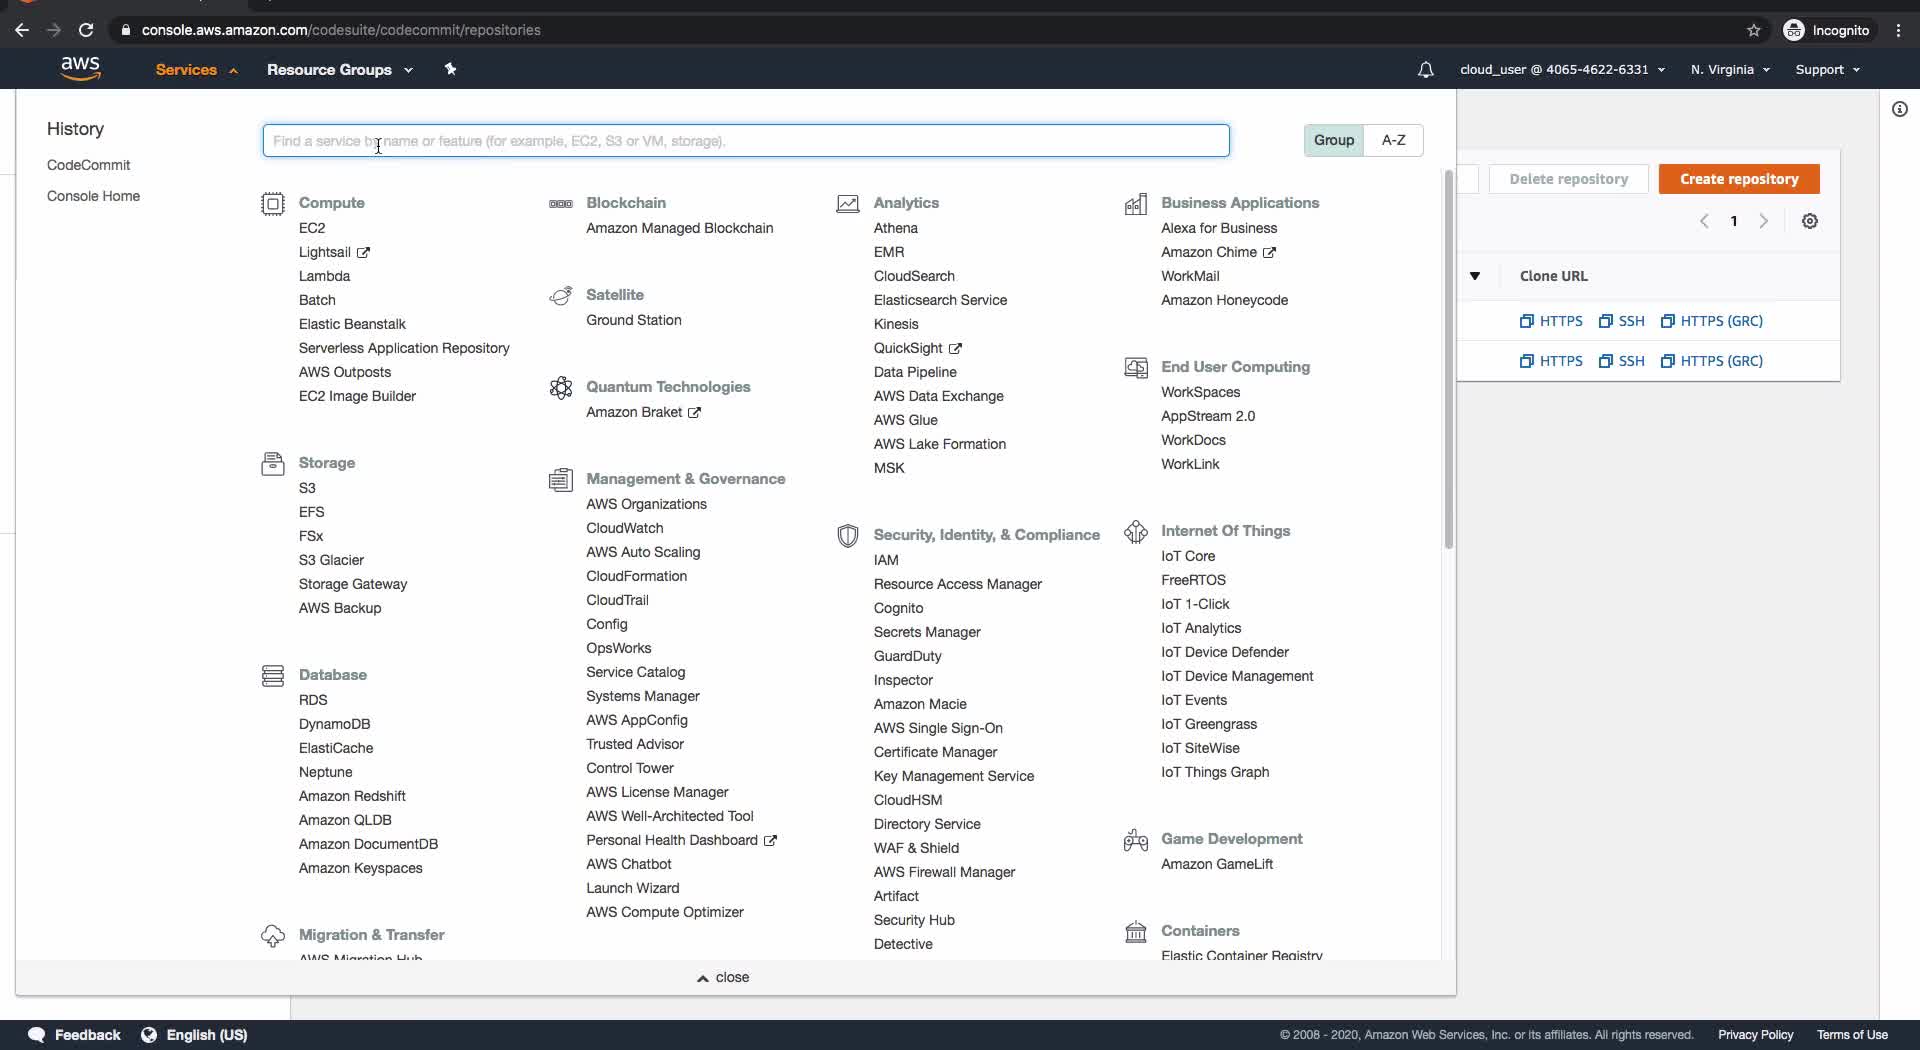 console.aws.amazon.com/codesuite/codecommit/repositories
Incognito
aws
Services
Resource Groups
cloud_user @ 4065-4622-6331
N. Virginia
Support
History
CodeCommit
Console Home
Find a service by name or feature (for example, EC2, S3 or VM, storage).
Group
A-Z
Compute
EC2
Lightsail
Lambda
Batch
Elastic Beanstalk
Serverless Application Repository
AWS Outposts
EC2 Image Builder
Storage
S3
EFS
FSx
S3 Glacier
Storage Gateway
AWS Backup
Database
RDS
DynamoDB
ElastiCache
Neptune
Amazon Redshift
Amazon QLDB
Amazon DocumentDB
Amazon Keyspaces
Migration & Transfer
AWS Migration Hub
Blockchain
Amazon Managed Blockchain
Satellite
Ground Station
Quantum Technologies
Amazon Braket
Management & Governance
AWS Organizations
CloudWatch
AWS Auto Scaling
CloudFormation
CloudTrail
Config
OpsWorks
Service Catalog
Systems Manager
AWS AppConfig
Trusted Advisor
Control Tower
AWS License Manager
AWS Well-Architected Tool
Personal Health Dashboard
AWS Chatbot
Launch Wizard
AWS Compute Optimizer
Analytics
Athena
EMR
CloudSearch
Elasticsearch Service
Kinesis
QuickSight
Data Pipeline
AWS Data Exchange
AWS Glue
AWS Lake Formation
MSK
Security, Identity, & Compliance
IAM
Resource Access Manager
Cognito
Secrets Manager
GuardDuty
Inspector
Amazon Macie
AWS Single Sign-On
Certificate Manager
Key Management Service
CloudHSM
Directory Service
WAF & Shield
AWS Firewall Manager
Artifact
Security Hub
Detective
Business Applications
Alexa for Business
Amazon Chime
WorkMail
Amazon Honeycode
End User Computing
WorkSpaces
AppStream 2.0
WorkDocs
WorkLink
Internet Of Things
IoT Core
FreeRTOS
IoT 1-Click
IoT Analytics
IoT Device Defender
IoT Device Management
IoT Events
IoT Greengrass
IoT SiteWise
IoT Things Graph
Game Development
Amazon GameLift
Containers
Elastic Container Registry
close
Delete repository
Create repository
1
Clone URL
HTTPS SSH HTTPS (GRC)
HTTPS SSH HTTPS (GRC)
Feedback
English (US)
© 2008 - 2020, Amazon Web Services, Inc. or its affiliates. All rights reserved.
Privacy Policy
Terms of Use